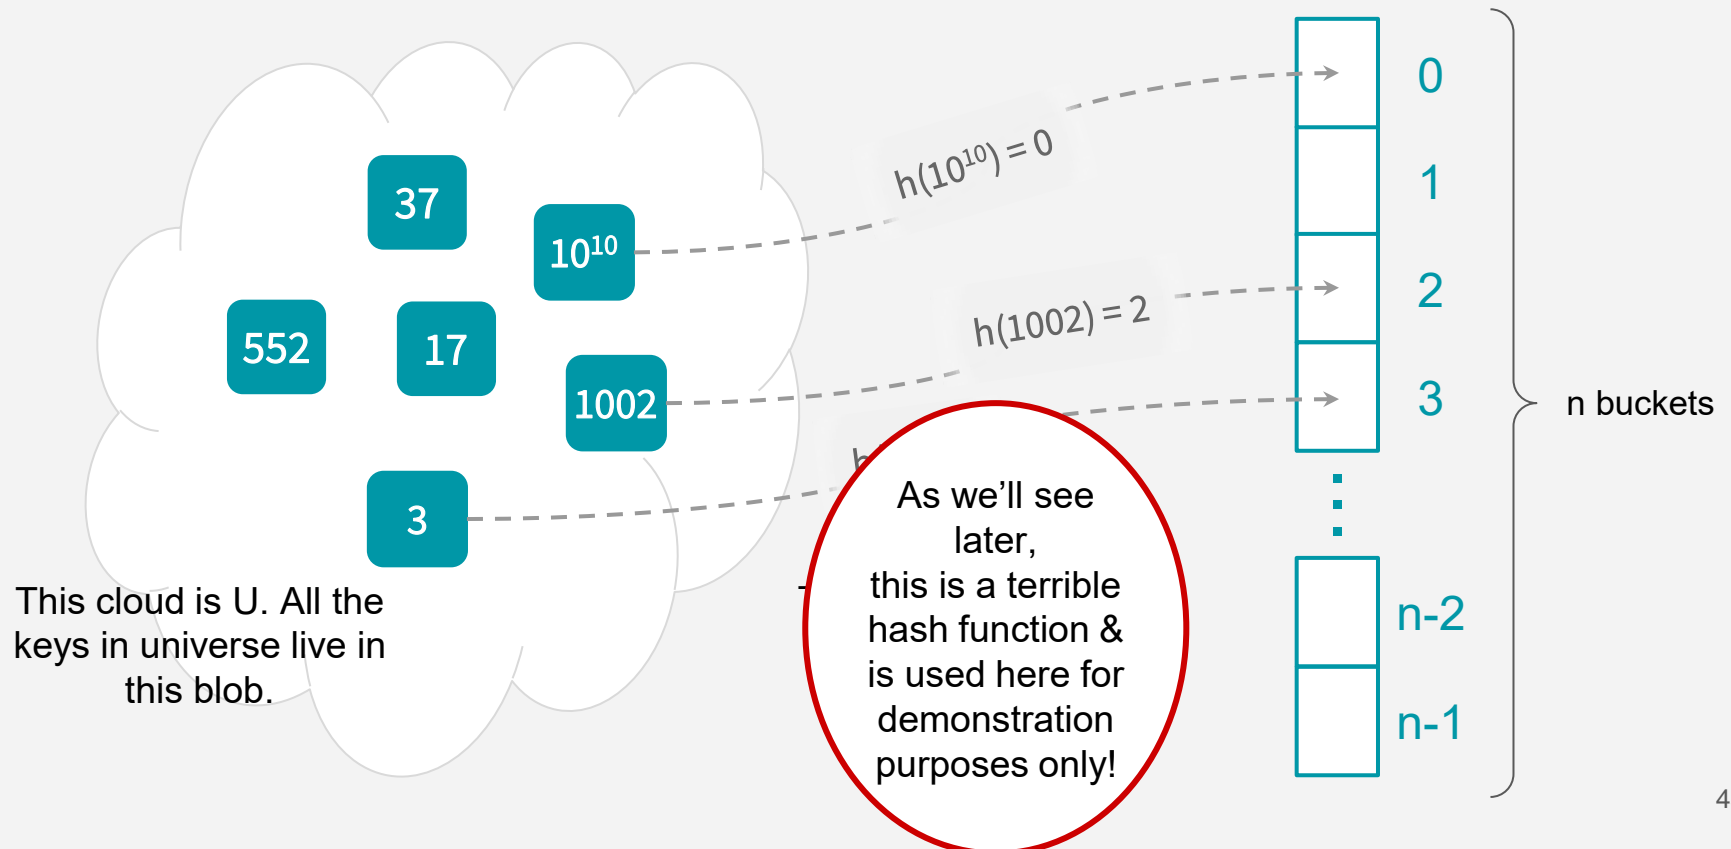 37
10¹⁰
552
17
1002
3
This cloud is U. All the
keys in universe live in
this blob.
h(10¹⁰) = 0
h(1002) = 2
As we’ll see
later,
this is a terrible
hash function &
is used here for
demonstration
purposes only!
0
1
2
3
n-2
n-1
n buckets
4